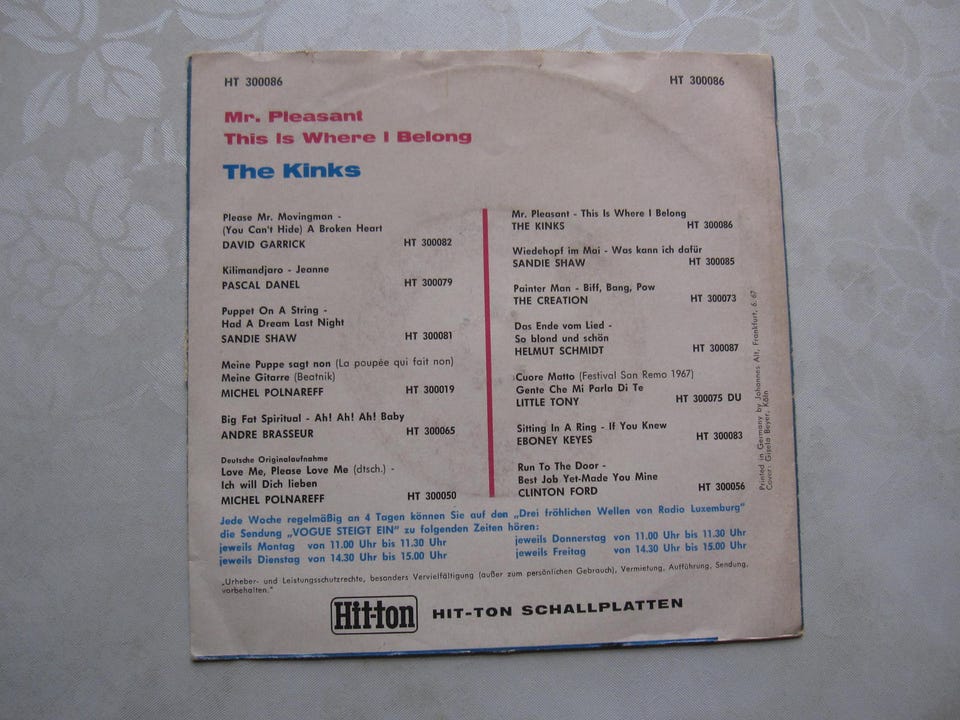 HT 300086
HT 300086
Mr. Pleasant
This Is Where I Belong
The Kinks
Please Mr. Movingman -
(You Can't Hide) A Broken Heart
DAVID GARRICK HT 300082
Kilimandjaro - Jeanne
PASCAL DANEL HT 300079
Puppet On A String -
Had A Dream Last Night
SANDIE SHAW HT 300081
Meine Puppe sagt non (La poupée qui fait non)
Meine Gitarre (Beatnik)
MICHEL POLNAREFF HT 300019
Big Fat Spiritual - Ah! Ah! Ah! Baby
ANDRE BRASSEUR HT 300065
Deutsche Originalaufnahme
Love Me, Please Love Me (dtsch.) -
Ich will Dich lieben
MICHEL POLNAREFF HT 300050
Mr. Pleasant - This Is Where I Belong
THE KINKS HT 300086
Wiedehopf im Mai - Was kann ich dafür
SANDIE SHAW HT 300085
Painter Man - Biff, Bang, Pow
THE CREATION HT 300073
Das Ende vom Lied -
So blond und schön
HELMUT SCHMIDT HT 300087
Cuore Matto (Festival San Remo 1967)
Gente Che Mi Parla Di Te
LITTLE TONY HT 300075 DU
Sitting In A Ring - If You Knew
EBONEY KEYES HT 300083
Run To The Door -
Best Job Yet-Made You Mine
CLINTON FORD HT 300056
Printed in Germany by Johannes Alt, Frankfurt, 6. 67
Cover: Gisela Beyer, Köln
Jede Woche regelmäßig an 4 Tagen können Sie auf den „Drei fröhlichen Wellen von Radio Luxemburg"
die Sendung „VOGUE STEIGT EIN" zu folgenden Zeiten hören:
jeweils Montag von 11.00 Uhr bis 11.30 Uhr
jeweils Dienstag von 14.30 Uhr bis 15.00 Uhr
jeweils Donnerstag von 11.00 Uhr bis 11.30 Uhr
jeweils Freitag von 14.30 Uhr bis 15.00 Uhr
„Urheber- und Leistungsschutzrechte, besonders Vervielfältigung (außer zum persönlichen Gebrauch), Vermietung, Aufführung, Sendung,
vorbehalten."
Hit-ton HIT-TON SCHALLPLATTEN